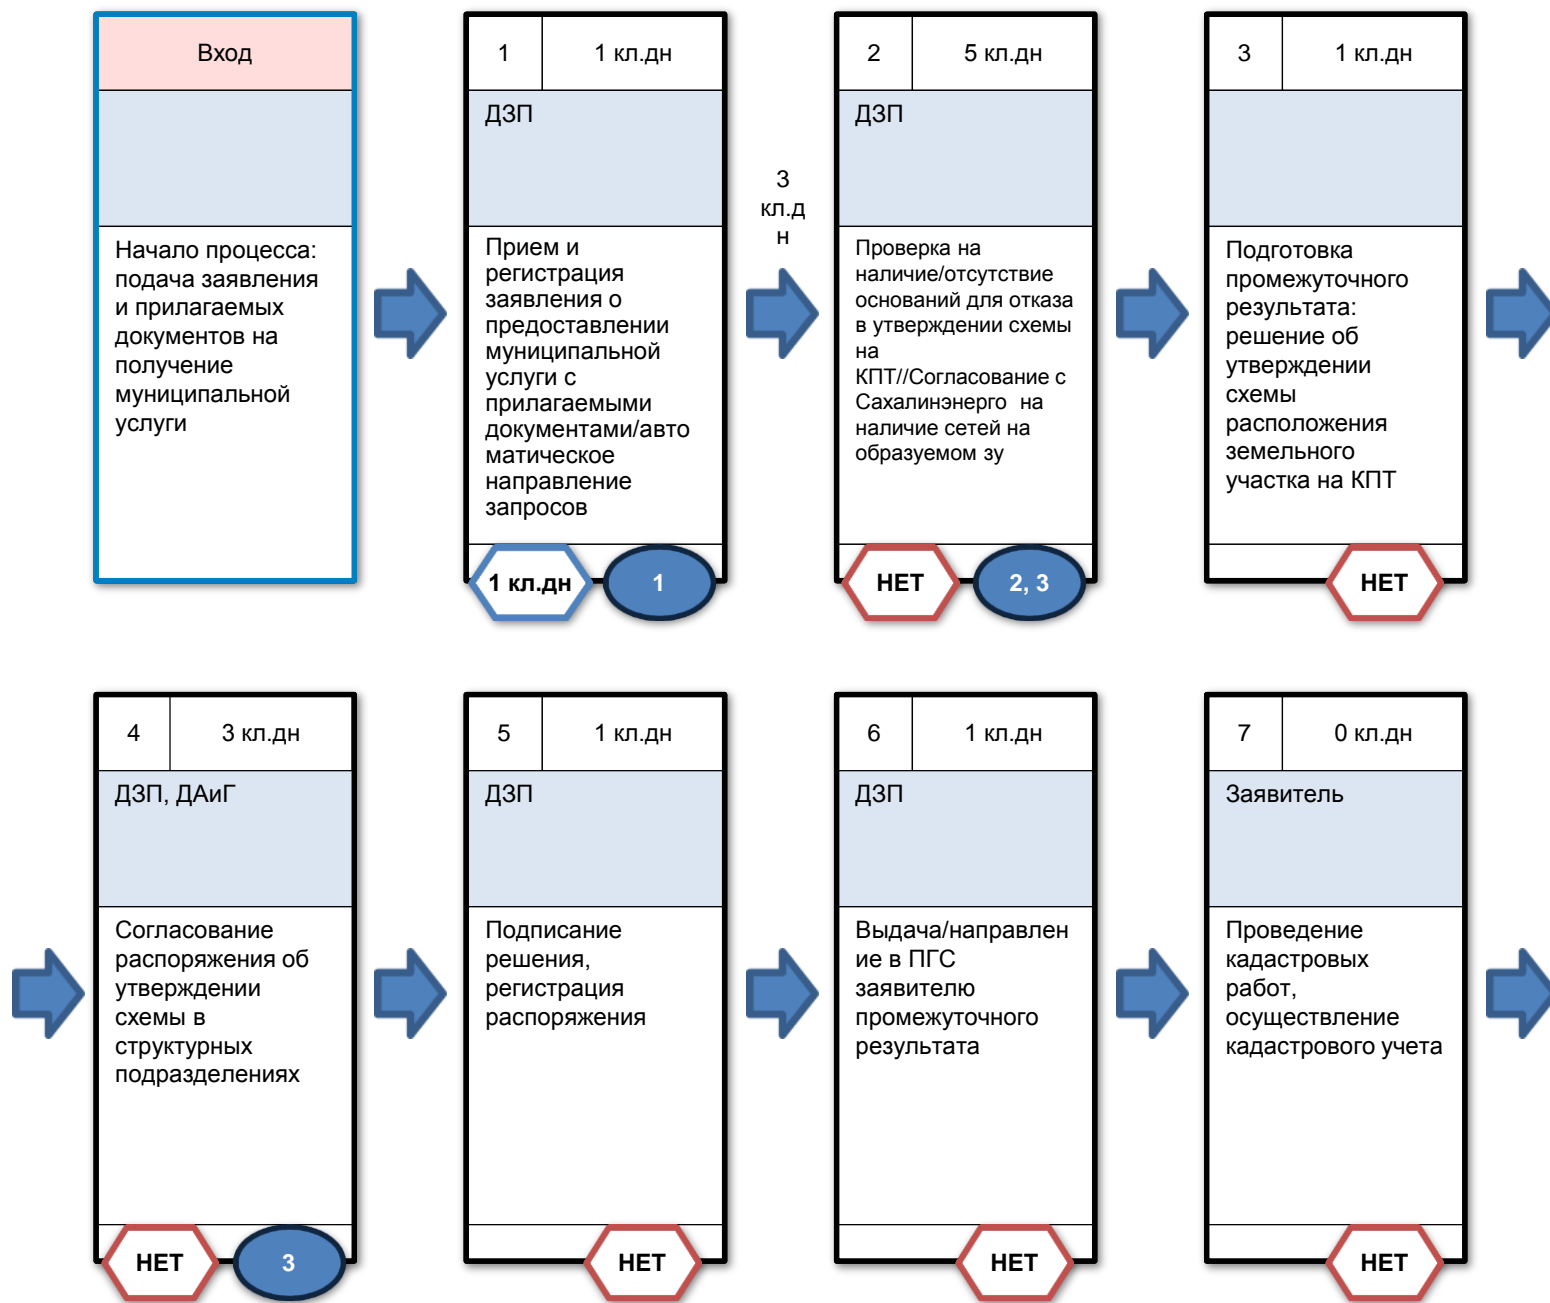 Вход
Начало процесса:
подача заявления
и прилагаемых
документов на
получение
муниципальной
услуги
1
1 кл.дн
ДЗП
Прием и
регистрация
заявления о
предоставлении
муниципальной
услуги с
прилагаемыми
документами/авто
матическое
направление
запросов
1 кл.дн
1
3
кл.д
н
2
5 кл.дн
ДЗП
Проверка на
наличие/отсутствие
оснований для отказа
в утверждении схемы
на
КПТ//Согласование с
Сахалинэнерго на
наличие сетей на
образуемом зу
НЕТ
2, 3
3
1 кл.дн
Подготовка
промежуточного
результата:
решение об
утверждении
схемы
расположения
земельного
участка на КПТ
НЕТ
4
3 кл.дн
ДЗП, ДАиГ
Согласование
распоряжения об
утверждении
схемы в
структурных
подразделениях
НЕТ
3
5
1 кл.дн
ДЗП
Подписание
решения,
регистрация
распоряжения
НЕТ
6
1 кл.дн
ДЗП
Выдача/направлен
ие в ПГС
заявителю
промежуточного
результата
НЕТ
7
0 кл.дн
Заявитель
Проведение
кадастровых
работ,
осуществление
кадастрового учета
НЕТ